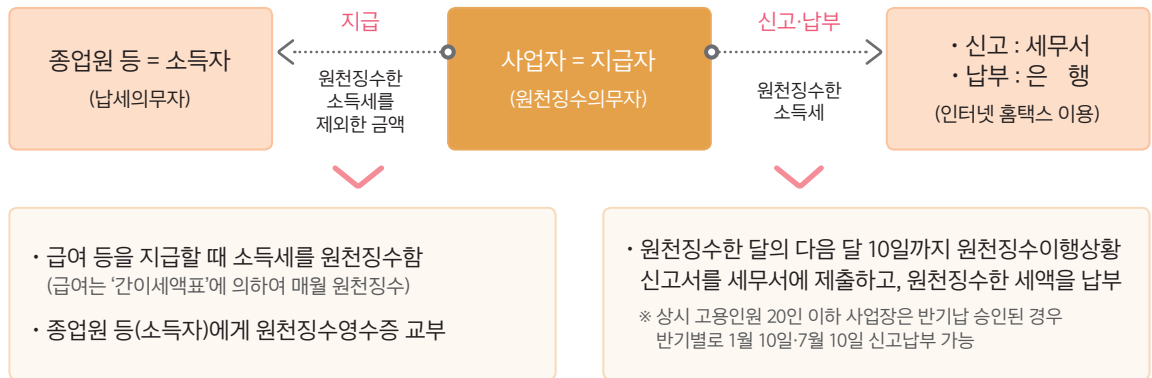 지급
신고·납부
종업원 등 = 소득자
(납세의무자)
원천징수한
소득세를
제외한 금액
사업자 = 지급자
(원천징수의무자)
원천징수한
소득세
· 신고 : 세무서
· 납부 : 은 행
(인터넷 홈택스 이용)
· 급여 등을 지급할 때 소득세를 원천징수함
(급여는 ‘간이세액표’에 의하여 매월 원천징수)
· 종업원 등(소득자)에게 원천징수영수증 교부
· 원천징수한 달의 다음 달 10일까지 원천징수이행상황
신고서를 세무서에 제출하고, 원천징수한 세액을 납부
※ 상시 고용인원 20인 이하 사업장은 반기납 승인된 경우
반기별로 1월 10일·7월 10일 신고납부 가능